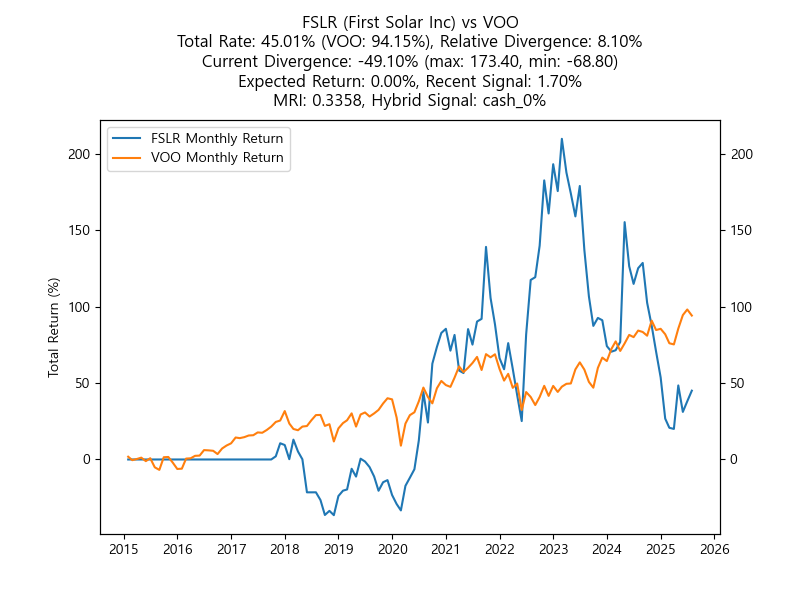 FSLR (First Solar Inc) vs VOO
Total Rate: 45.01% (VOO: 94.15%), Relative Divergence: 8.10%
Current Divergence: -49.10% (max: 173.40, min: -68.80)
Expected Return: 0.00%, Recent Signal: 1.70%
MRI: 0.3358, Hybrid Signal: cash_0%
FSLR Monthly Return
VOO Monthly Return
Total Return (%)
200
150
100
50
0
200
150
100
50
0
2015 2016 2017 2018 2019 2020 2021 2022 2023 2024 2025 2026